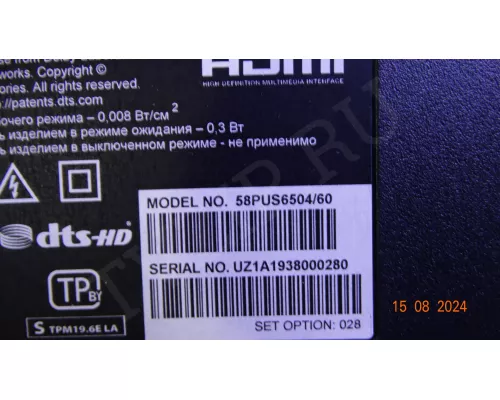 works. Copyright ©
. All rights reserved.
//patents.dts.com
HDMI
HIGH DEFINITION MULTIMEDIA INTERFACE
очего режима – 0,008 Вт/см²
ь изделием в режиме ожидания – 0,3 Вт
ь изделием в выключенном режиме - не применимо
MODEL NO. 58PUS6504/60
dts-HD
SERIAL NO. UZ1A1938000280
TP BY
S TPM19.6E LA
SET OPTION: 028
15 08 2024